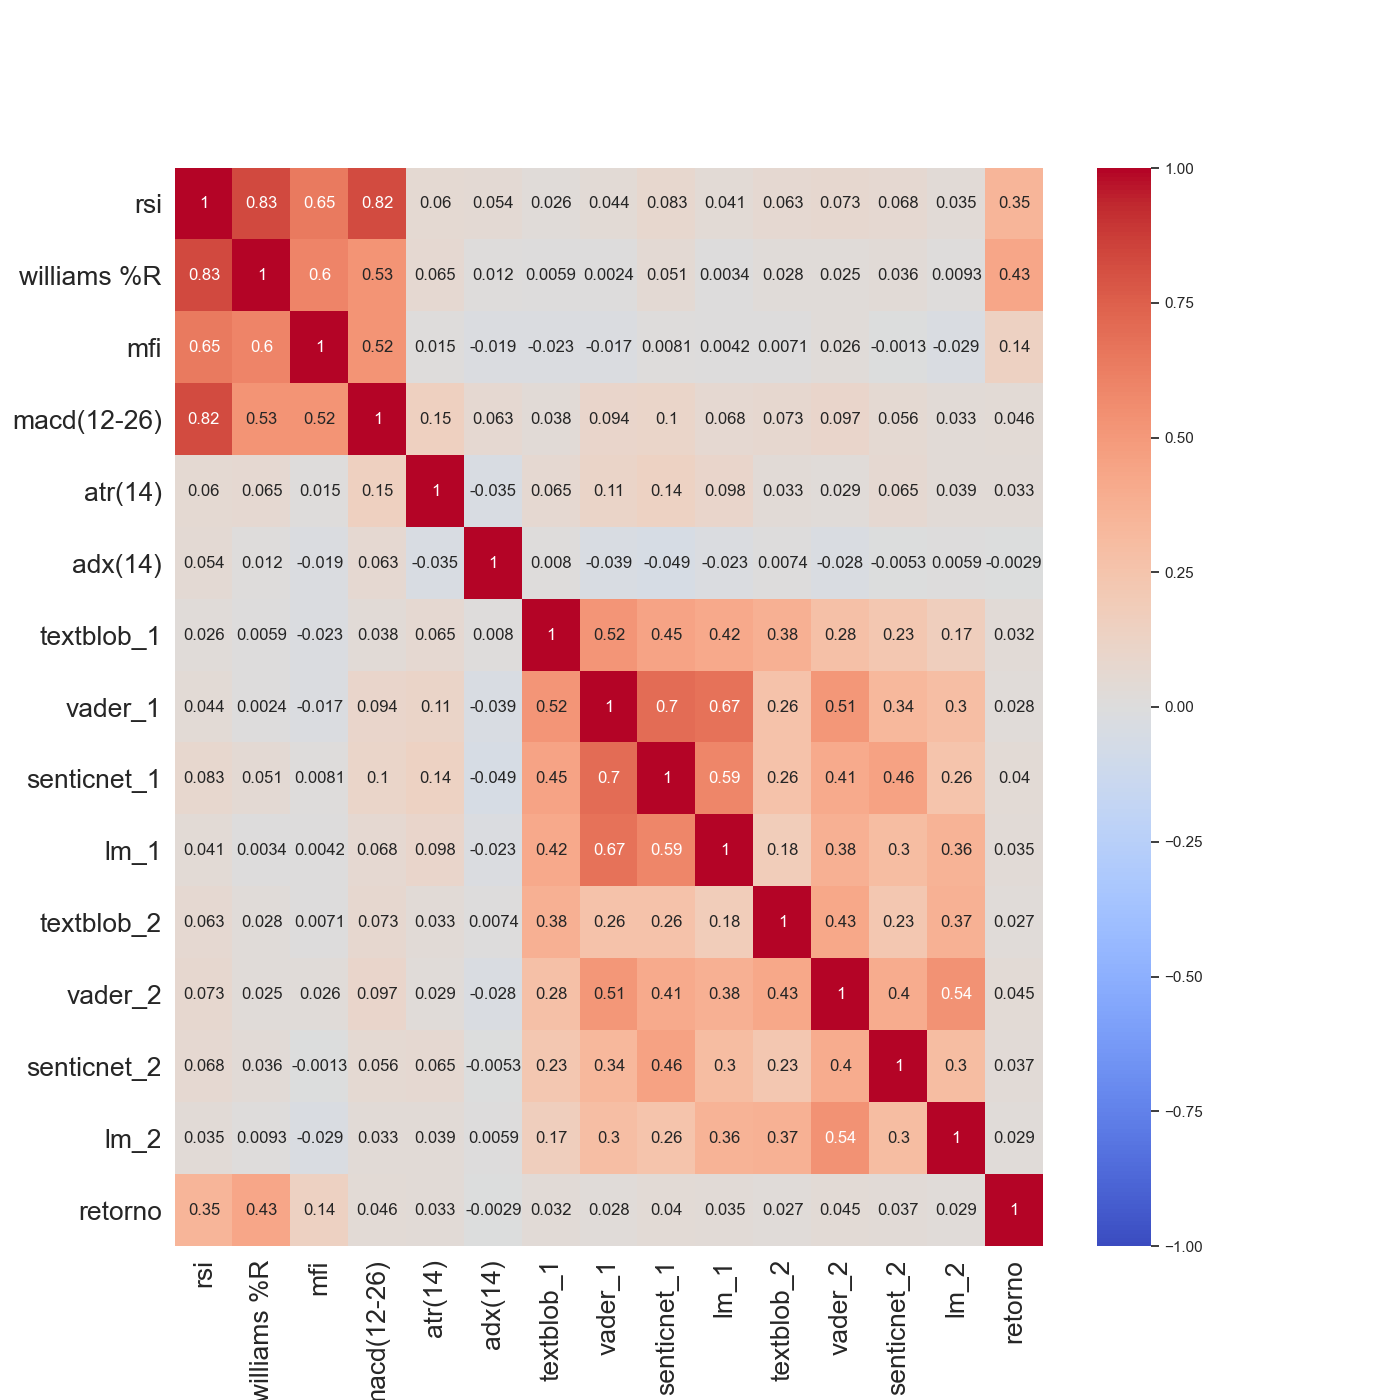 rsi 1 0.83 0.65 0.82 0.06 0.054 0.026 0.044 0.083 0.041 0.063 0.073 0.068 0.035 0.35
williams %R 0.83 1 0.6 0.53 0.065 0.012 0.0059 0.0024 0.051 0.0034 0.028 0.025 0.036 0.0093 0.43
mfi 0.65 0.6 1 0.52 0.015 -0.019 -0.023 -0.017 0.0081 0.0042 0.0071 0.026 -0.0013 -0.029 0.14
macd(12-26) 0.82 0.53 0.52 1 0.15 0.063 0.038 0.094 0.1 0.068 0.073 0.097 0.056 0.033 0.046
atr(14) 0.06 0.065 0.015 0.15 1 -0.035 0.065 0.11 0.14 0.098 0.033 0.029 0.065 0.039 0.033
adx(14) 0.054 0.012 -0.019 0.063 -0.035 1 0.008 -0.039 -0.049 -0.023 0.0074 -0.028 -0.0053 0.0059 -0.0029
textblob_1 0.026 0.0059 -0.023 0.038 0.065 0.008 1 0.52 0.45 0.42 0.38 0.28 0.23 0.17 0.032
vader_1 0.044 0.0024 -0.017 0.094 0.11 -0.039 0.52 1 0.7 0.67 0.26 0.51 0.34 0.3 0.028
senticnet_1 0.083 0.051 0.0081 0.1 0.14 -0.049 0.45 0.7 1 0.59 0.26 0.41 0.46 0.26 0.04
lm_1 0.041 0.0034 0.0042 0.068 0.098 -0.023 0.42 0.67 0.59 1 0.18 0.38 0.3 0.36 0.035
textblob_2 0.063 0.028 0.0071 0.073 0.033 0.0074 0.38 0.26 0.26 0.18 1 0.43 0.23 0.37 0.027
vader_2 0.073 0.025 0.026 0.097 0.029 -0.028 0.28 0.51 0.41 0.38 0.43 1 0.4 0.54 0.045
senticnet_2 0.068 0.036 -0.0013 0.056 0.065 -0.0053 0.23 0.34 0.46 0.3 0.23 0.4 1 0.3 0.037
lm_2 0.035 0.0093 -0.029 0.033 0.039 0.0059 0.17 0.3 0.26 0.36 0.37 0.54 0.3 1 0.029
retorno 0.35 0.43 0.14 0.046 0.033 -0.0029 0.032 0.028 0.04 0.035 0.027 0.045 0.037 0.029 1
rsi
williams %R
mfi
macd(12-26)
atr(14)
adx(14)
textblob_1
vader_1
senticnet_1
lm_1
textblob_2
vader_2
senticnet_2
lm_2
retorno
1.00
0.75
0.50
0.25
0.00
−0.25
−0.50
−0.75
−1.00